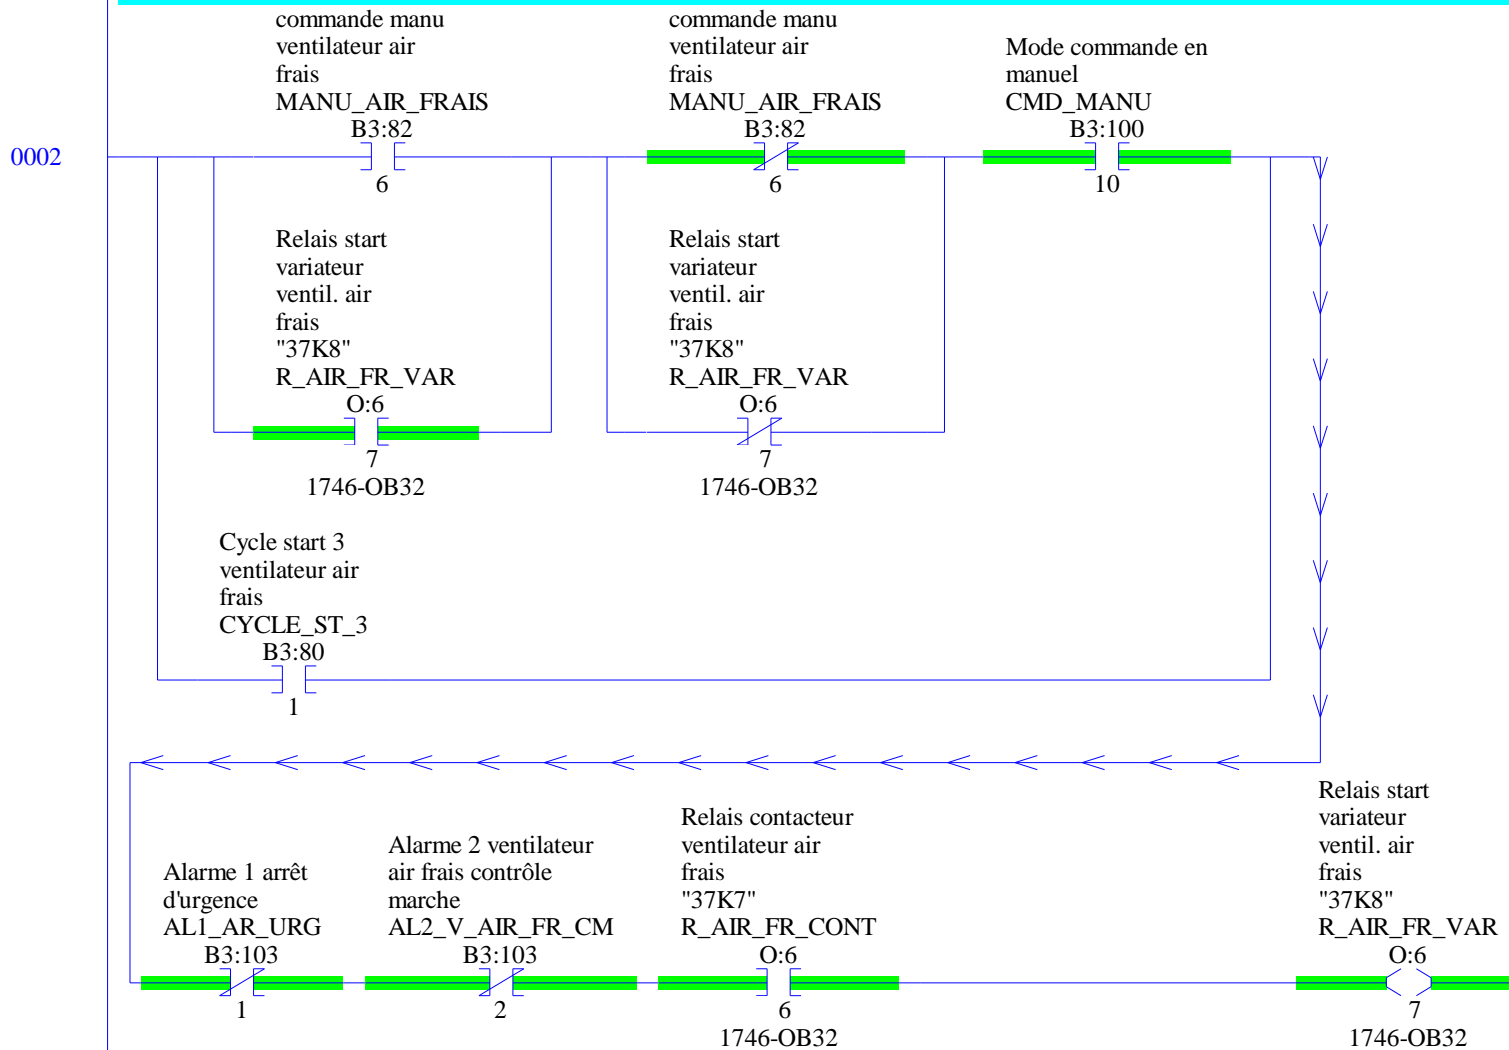 commande manu
ventilateur air
frais
MANU_AIR_FRAIS
B3:82
6
commande manu
ventilateur air
frais
MANU_AIR_FRAIS
B3:82
6
Mode commande en
manuel
CMD_MANU
B3:100
10
0002
Relais start
variateur
ventil. air
frais
"37K8"
R_AIR_FR_VAR
O:6
7
1746-OB32
Relais start
variateur
ventil. air
frais
"37K8"
R_AIR_FR_VAR
O:6
7
1746-OB32
Cycle start 3
ventilateur air
frais
CYCLE_ST_3
B3:80
1
Alarme 1 arrêt
d'urgence
AL1_AR_URG
B3:103
1
Alarme 2 ventilateur
air frais contrôle
marche
AL2_V_AIR_FR_CM
B3:103
2
Relais contacteur
ventilateur air
frais
"37K7"
R_AIR_FR_CONT
O:6
6
1746-OB32
Relais start
variateur
ventil. air
frais
"37K8"
R_AIR_FR_VAR
O:6
7
1746-OB32